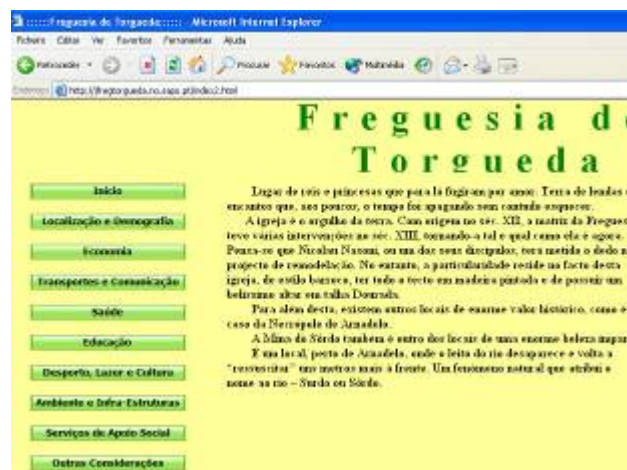 :::::Freguesia de Torgueda::::: - Microsoft Internet Explorer
Ficheiro Editar Ver Favoritos Ferramentas Ajuda
Retroceder Procurar Favoritos Multimédia
Endereço http://fregtorgueda.no.sapo.pt/index2.html
Freguesia de
Torgueda
Início
Localização e Demografia
Economia
Transportes e Comunicação
Saúde
Educação
Desporto, Lazer e Cultura
Ambiente e Infra-Estruturas
Serviços de Apoio Social
Outras Considerações
Lugar de reis e princesas que para lá fugiram por amor. Terra de lendas e
encantos que, aos poucos, o tempo foi apagando sem contudo esquecer.
A igreja é o orgulho da terra. Com origem no séc. XII, a matriz da Fregues
teve várias intervenções no séc. XIII, tornando-a tal e qual como ela é agora.
Pensa-se que Nicolau Nasoni, ou um dos seus discípulos, terá metido o dedo n
projecto de remodelação. No entanto, a particularidade reside no facto desta
igreja, de estilo barroco, ter todo o tecto em madeira pintada e de possuir um
belíssimo altar em talha Dourada.
Para além desta, existem outros locais de enorme valor histórico, como é
caso da Necrópole de Arnadelo.
A Mina do Sôrdo também é outro dos locais de uma enorme beleza impar
É um local, perto de Arnadelo, onde o leito do rio desaparece e volta a
"ressuscitar" uns metros mais à frente. Um fenómeno natural que atribui o
nome ao rio – Surdo ou Sôrdo.